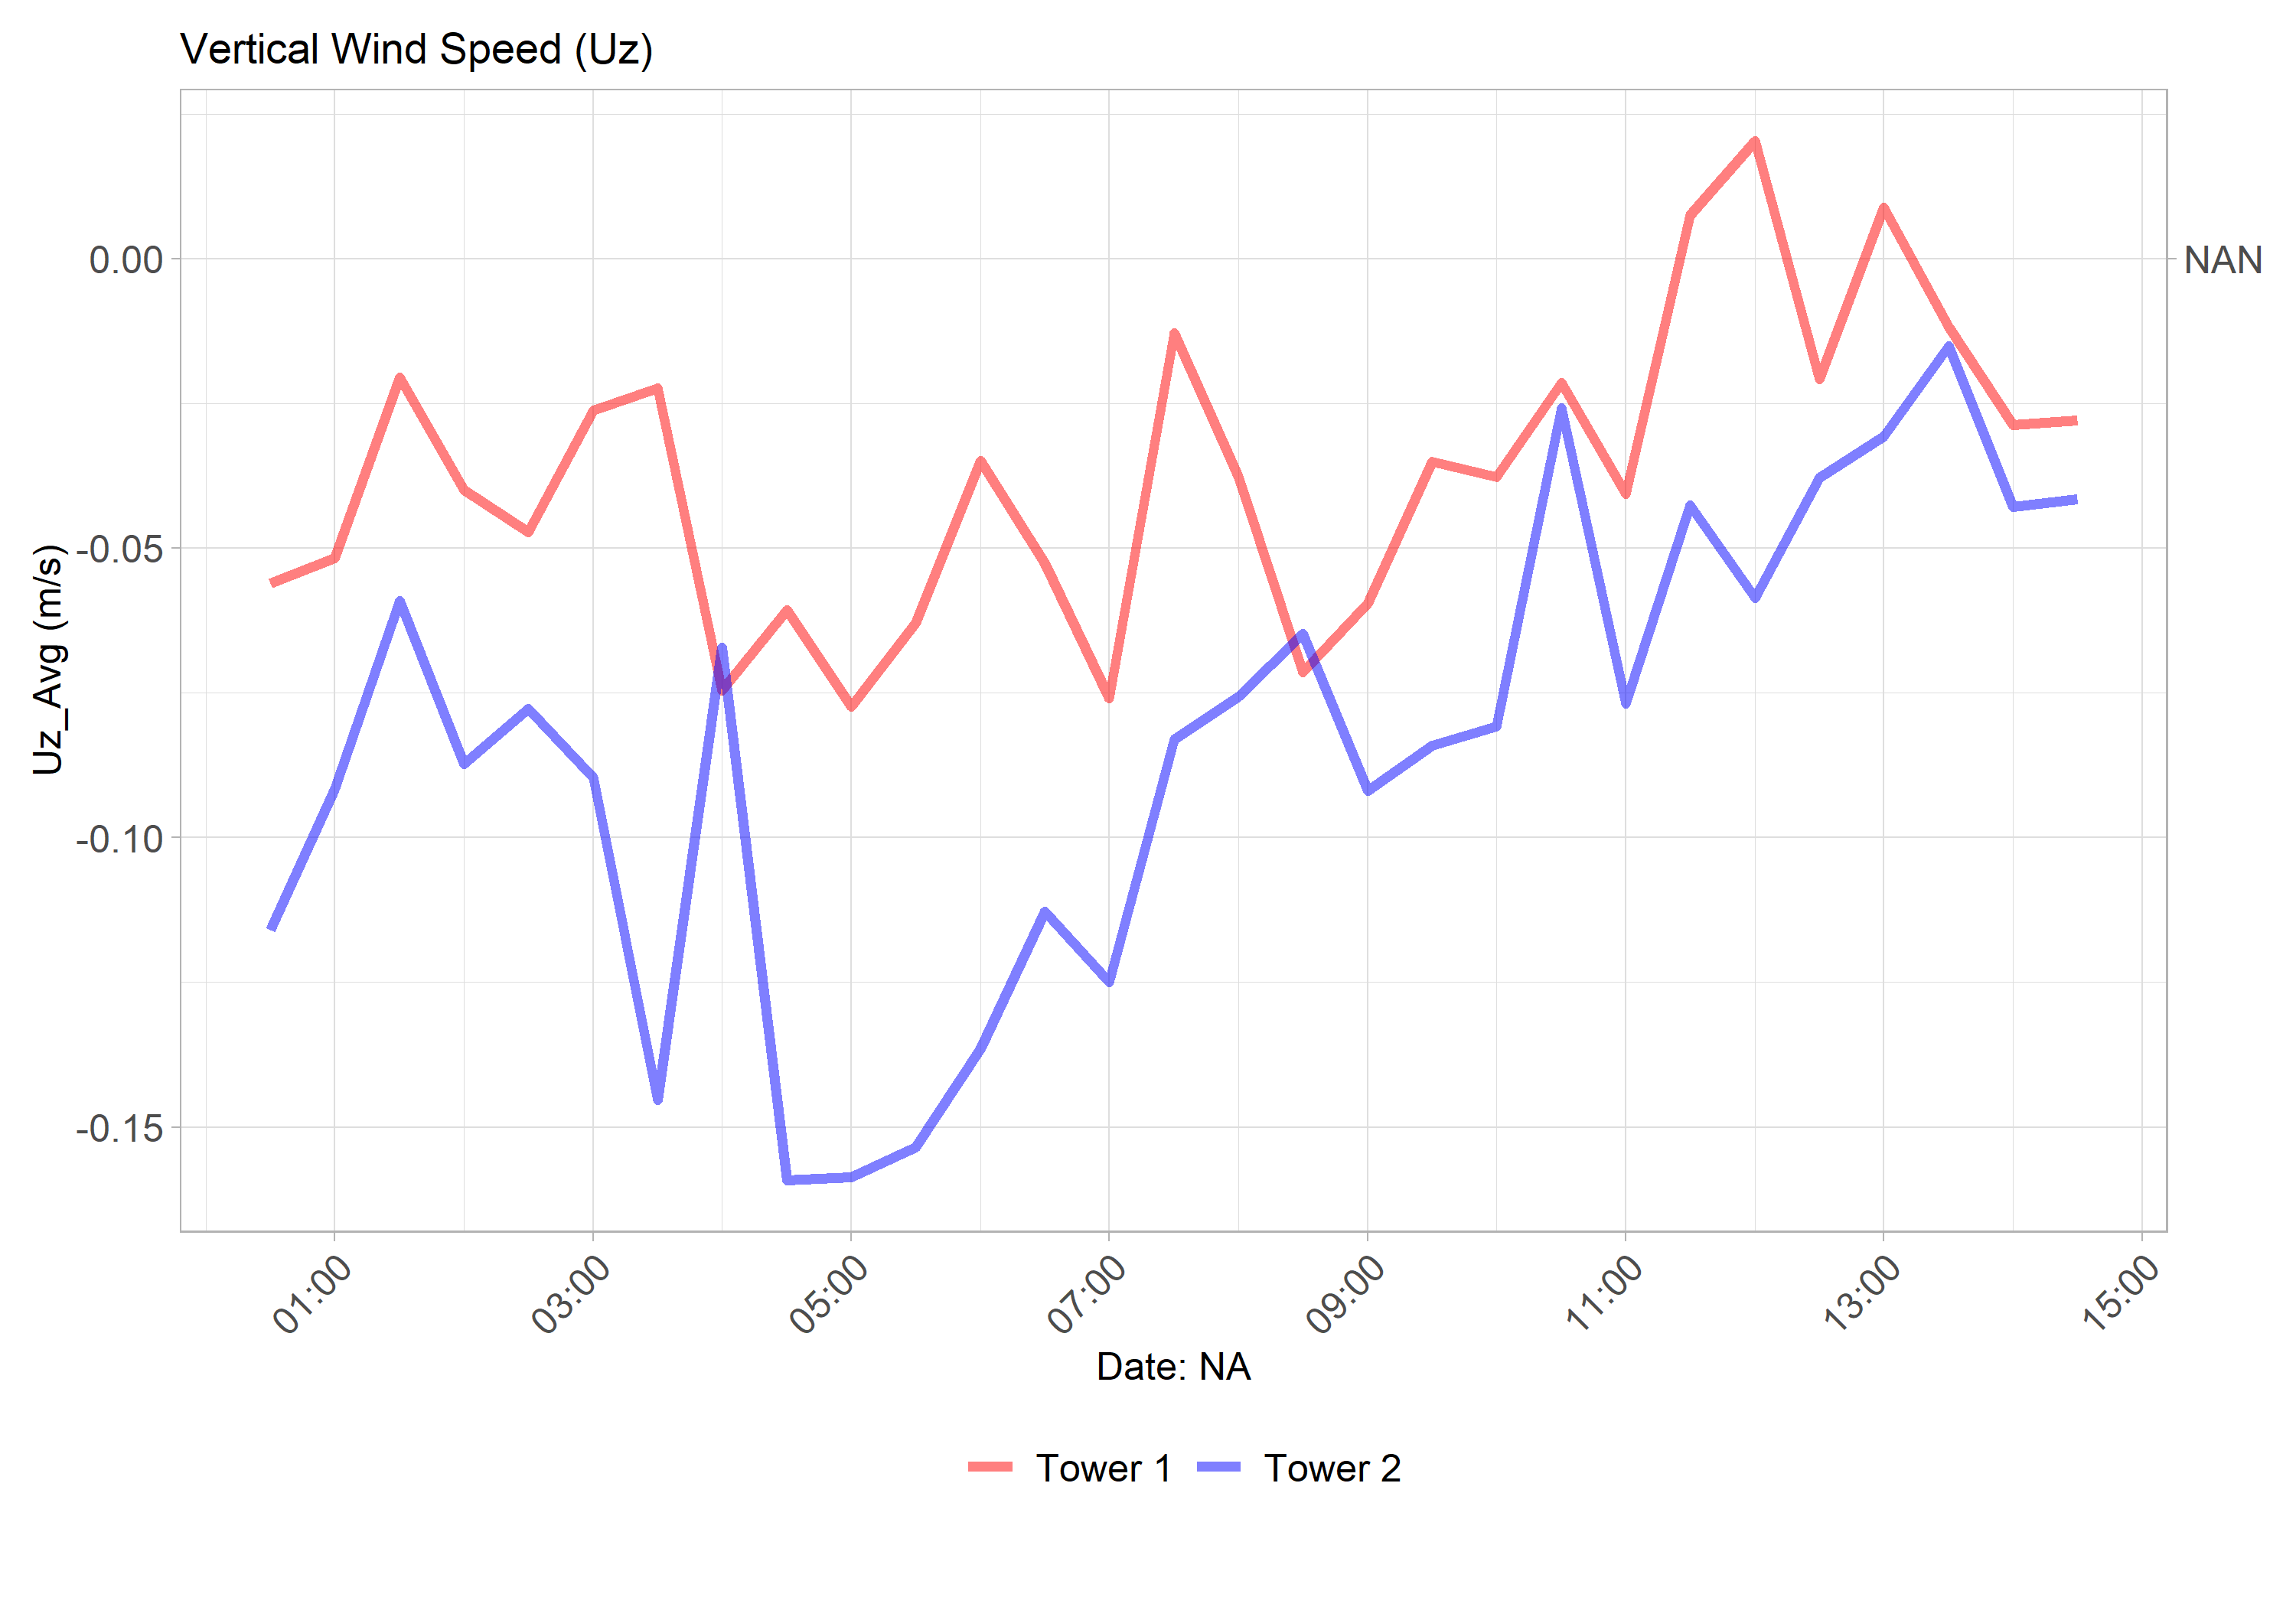 Vertical Wind Speed (Uz)
0.00
NAN
-0.05
-0.10
-0.15
Uz_Avg (m/s)
01:00
03:00
05:00
07:00
09:00
11:00
13:00
15:00
Date: NA
Tower 1
Tower 2